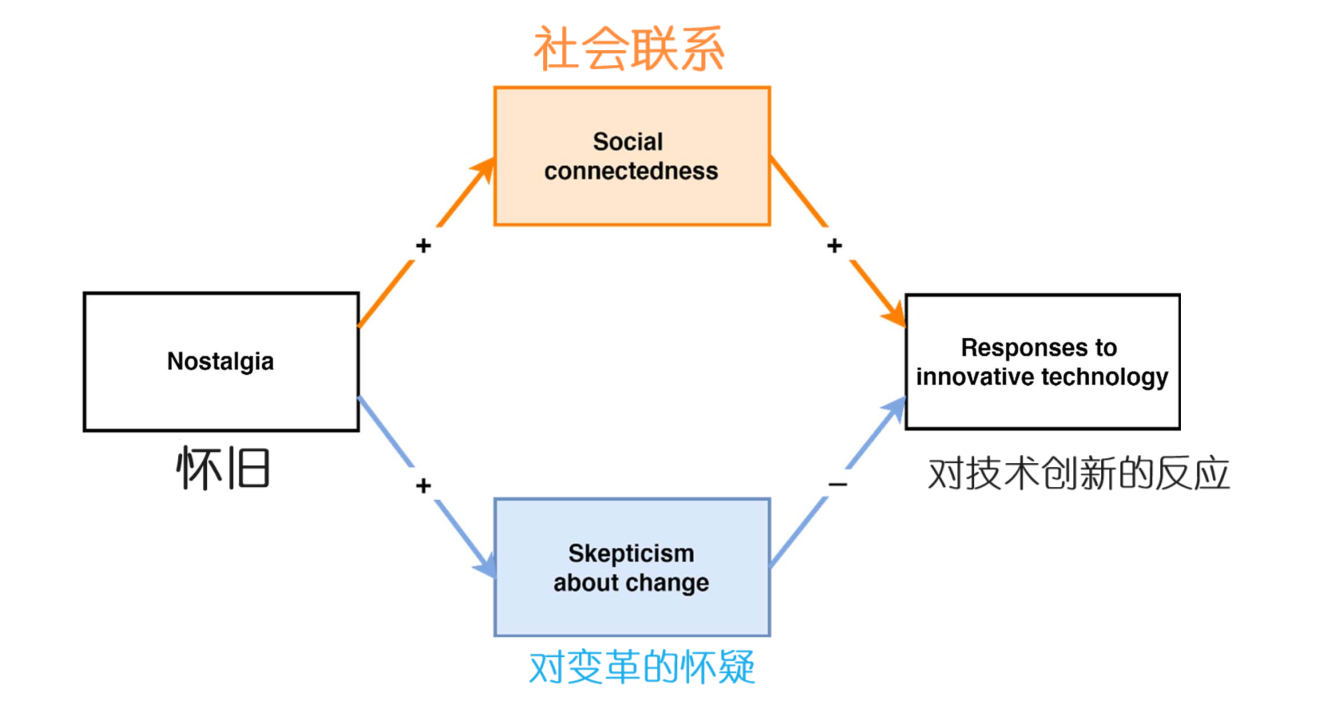 社会联系
Social
connectedness
+
+
Nostalgia
怀旧
Responses to
innovative technology
对技术创新的反应
+
–
Skepticism
about change
对变革的怀疑